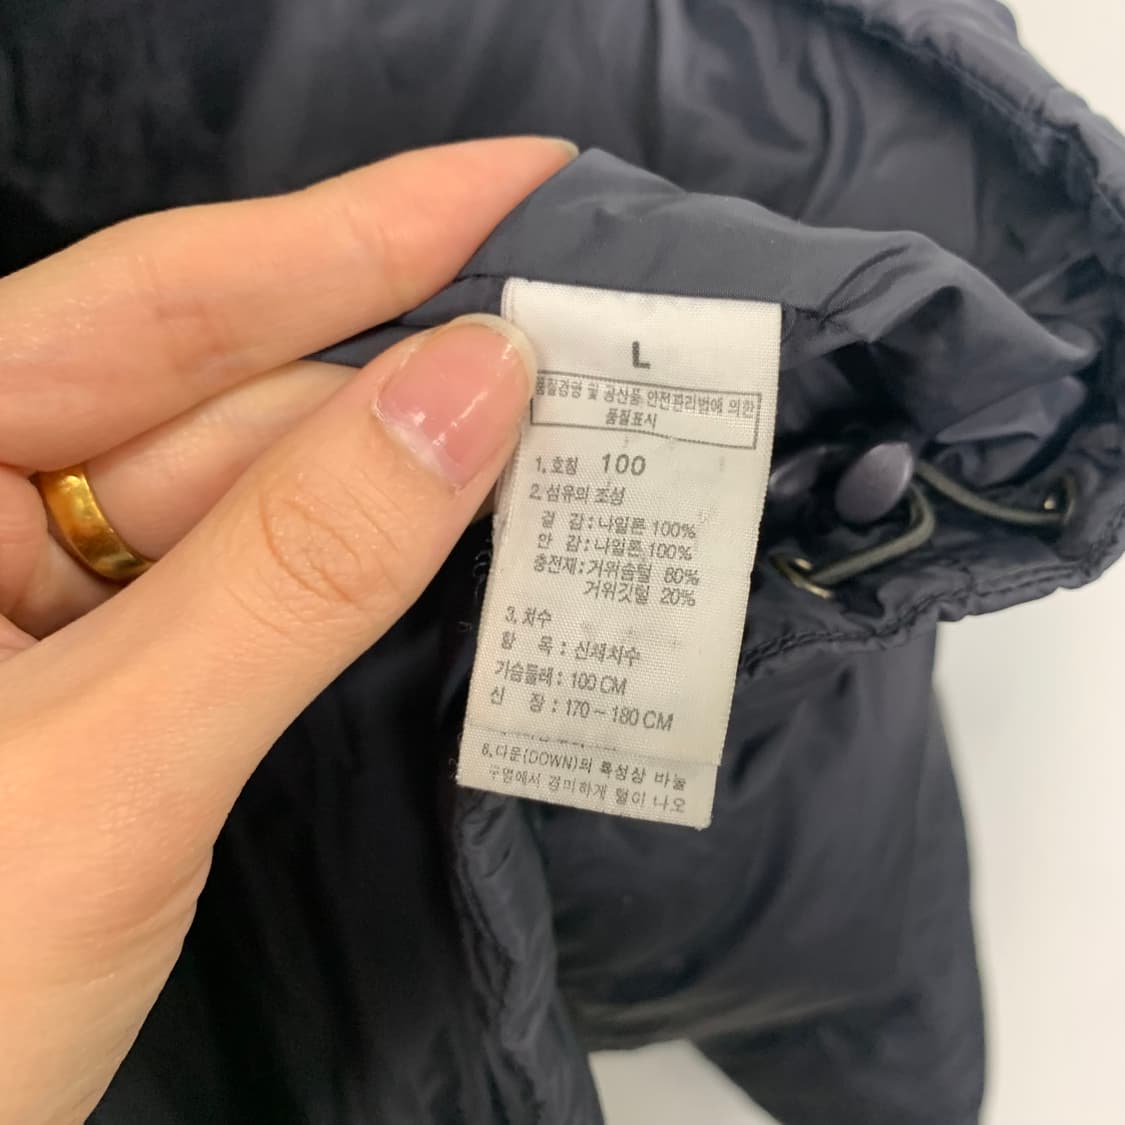 L
품질경영 및 공산품 안전관리법에 의한
품질표시
1. 호칭 100
2. 섬유의 조성
겉 감 : 나일론 100%
안 감 : 나일론 100%
충전재 : 거위솜털 80%
거위깃털 20%
3. 치수
항 목 : 신체치수
가슴둘레 : 100 CM
신 장 : 170 ~ 180 CM
6. 다운(DOWN)의 특성상 바늘
구멍에서 경미하게 털이 나오